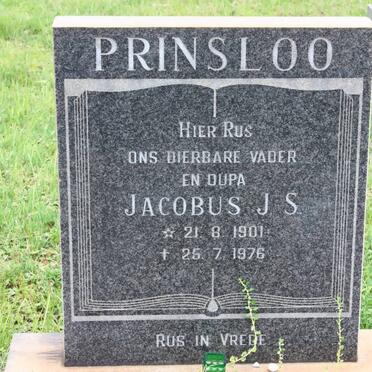 PRINSLOO
HIER RUS
ONS DIERBARE VADER
EN OUPA
JACOBUS J S
☆ 21. 8. 1901
† 25. 7. 1976
RUS IN VREDE